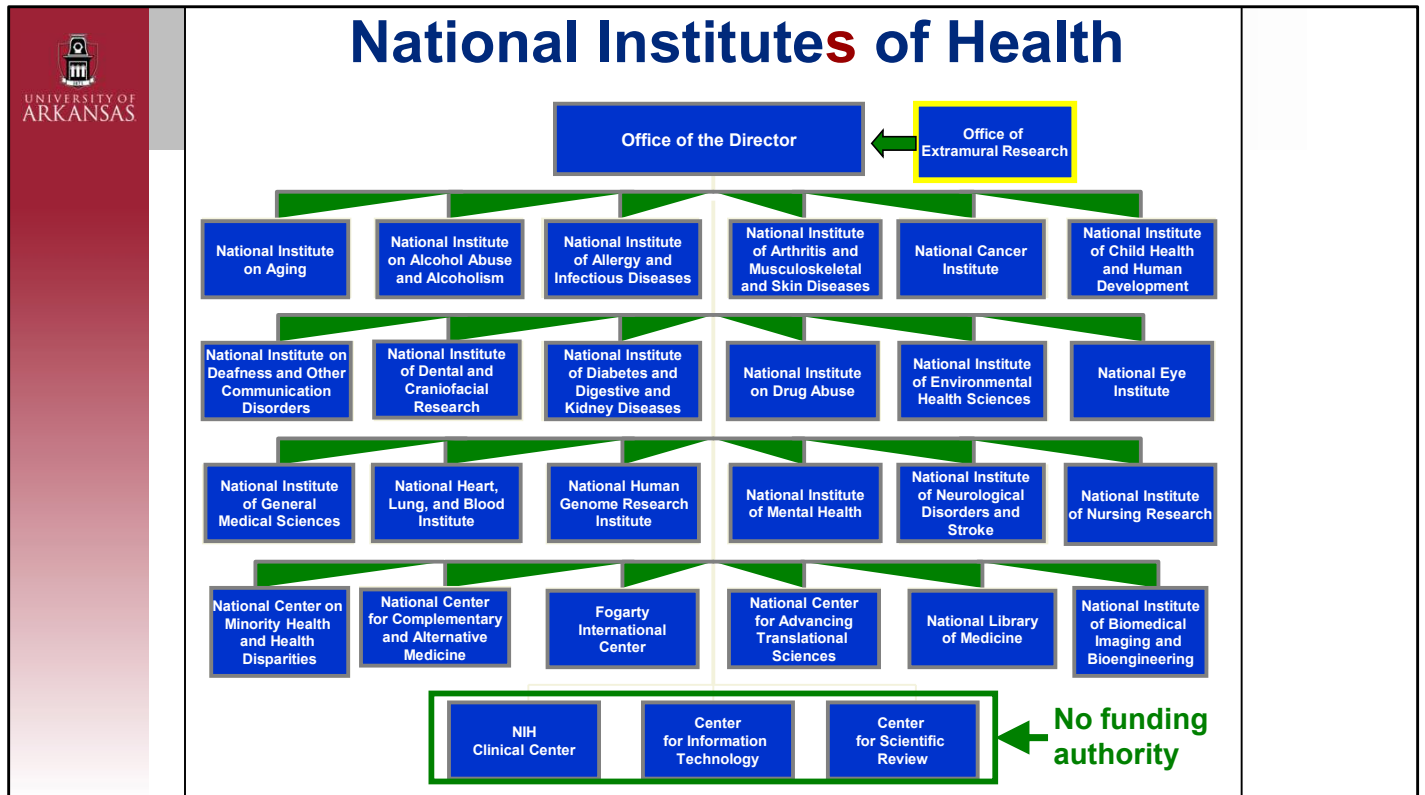 1871
UNIVERSITY OF
ARKANSAS
National Institutes of Health
Office of the Director
Office of
Extramural Research
National Institute
on Aging
National Institute
on Alcohol Abuse
and Alcoholism
National Institute
of Allergy and
Infectious Diseases
National Institute
of Arthritis and
Musculoskeletal
and Skin Diseases
National Cancer
Institute
National Institute
of Child Health
and Human
Development
National Institute on
Deafness and Other
Communication
Disorders
National Institute
of Dental and
Craniofacial
Research
National Institute
of Diabetes and
Digestive and
Kidney Diseases
National Institute
on Drug Abuse
National Institute
of Environmental
Health Sciences
National Eye
Institute
National Institute
of General
Medical Sciences
National Heart,
Lung, and Blood
Institute
National Human
Genome Research
Institute
National Institute
of Mental Health
National Institute
of Neurological
Disorders and
Stroke
National Institute
of Nursing Research
National Center on
Minority Health
and Health
Disparities
National Center
for Complementary
and Alternative
Medicine
Fogarty
International
Center
National Center
for Advancing
Translational
Sciences
National Library
of Medicine
National Institute
of Biomedical
Imaging and
Bioengineering
NIH
Clinical Center
Center
for Information
Technology
Center
for Scientific
Review
No funding
authority